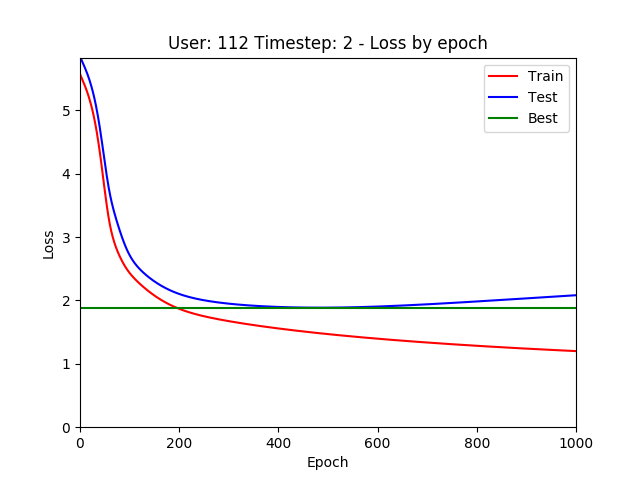 User: 112 Timestep: 2 - Loss by epoch
Train
Test
Best
Loss
5
4
3
2
1
0
0 200 400 600 800 1000
Epoch